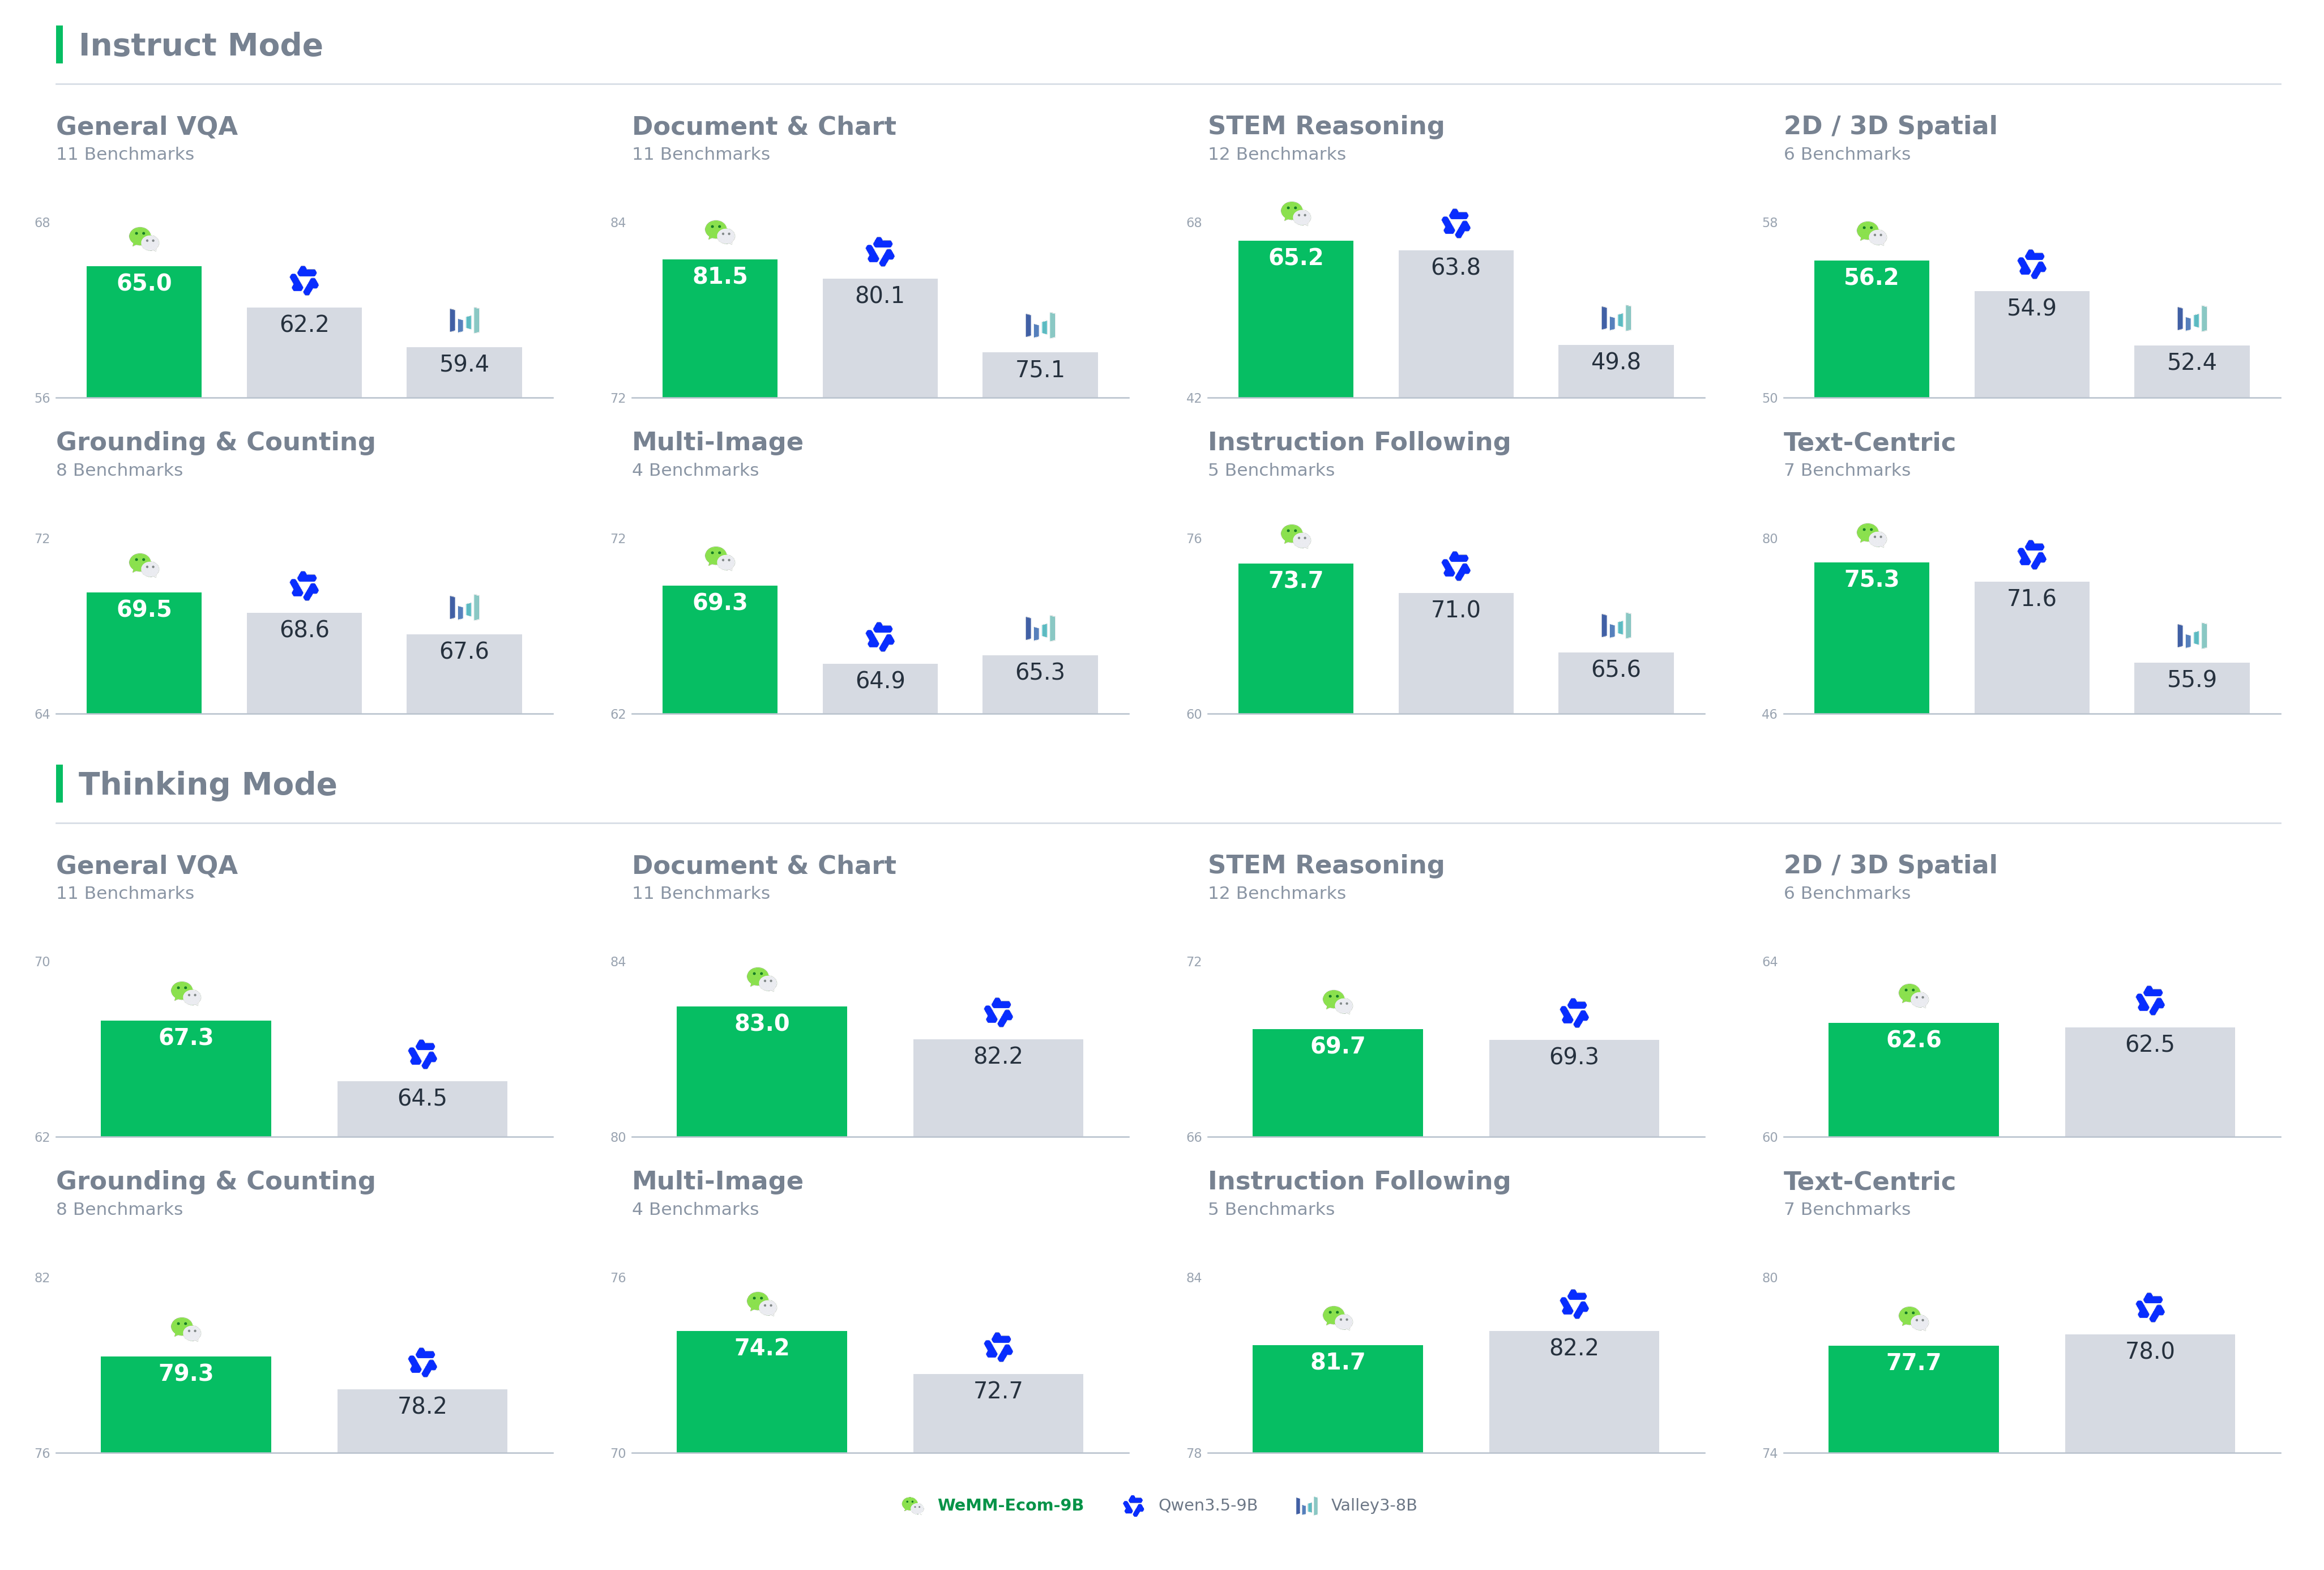 Instruct Mode
General VQA
11 Benchmarks
68
65.0
62.2
59.4
56
Document & Chart
11 Benchmarks
84
81.5
80.1
75.1
72
STEM Reasoning
12 Benchmarks
68
65.2
63.8
49.8
42
2D / 3D Spatial
6 Benchmarks
58
56.2
54.9
52.4
50
Grounding & Counting
8 Benchmarks
72
69.5
68.6
67.6
64
Multi-Image
4 Benchmarks
72
69.3
64.9
65.3
62
Instruction Following
5 Benchmarks
76
73.7
71.0
65.6
60
Text-Centric
7 Benchmarks
80
75.3
71.6
55.9
46
Thinking Mode
General VQA
11 Benchmarks
70
67.3
64.5
62
Document & Chart
11 Benchmarks
84
83.0
82.2
80
STEM Reasoning
12 Benchmarks
72
69.7
69.3
66
2D / 3D Spatial
6 Benchmarks
64
62.6
62.5
60
Grounding & Counting
8 Benchmarks
82
79.3
78.2
76
Multi-Image
4 Benchmarks
76
74.2
72.7
70
Instruction Following
5 Benchmarks
84
81.7
82.2
78
Text-Centric
7 Benchmarks
80
77.7
78.0
74
WeMM-Ecom-9B
Qwen3.5-9B
Valley3-8B